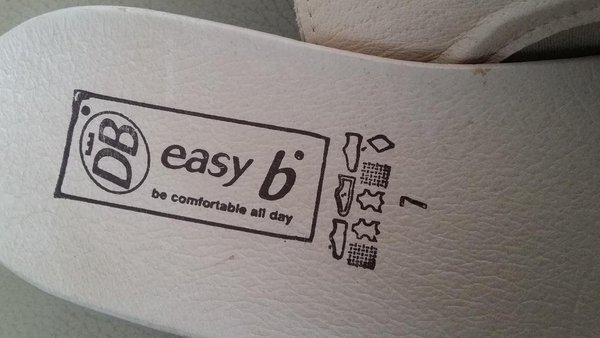 DB
easy b
be comfortable all day
7